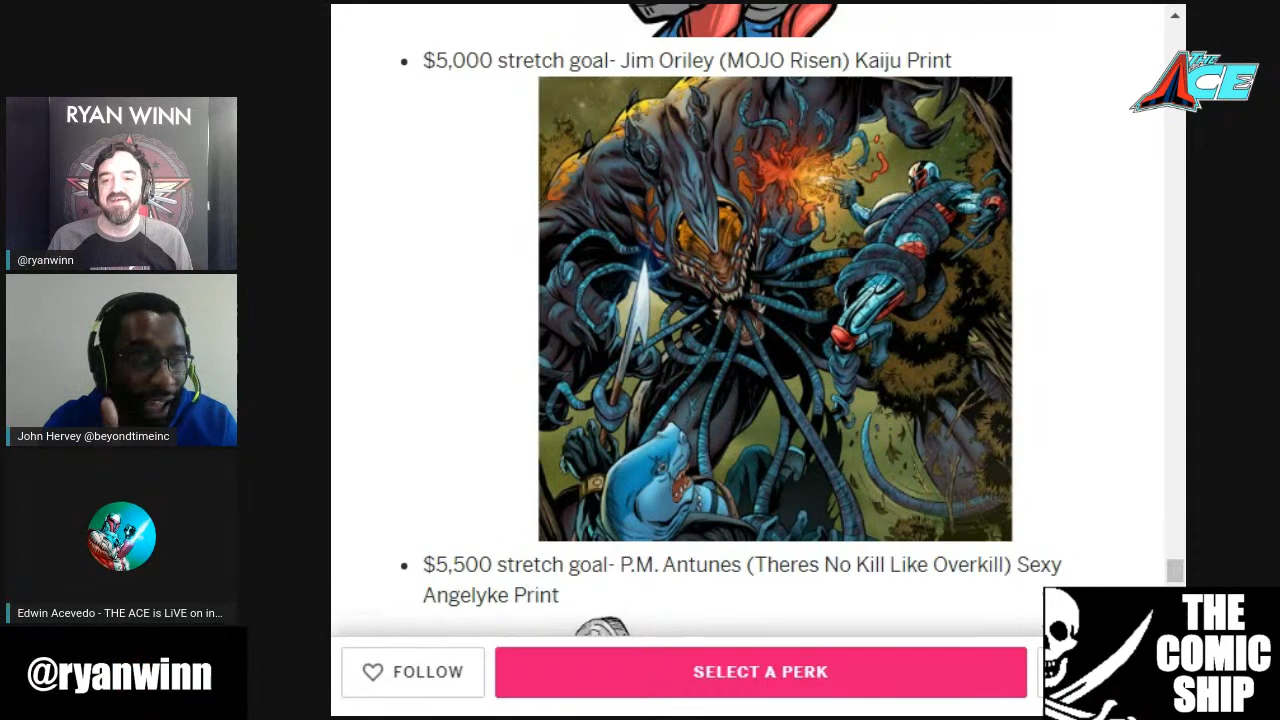 $5,000 stretch goal- Jim Oriley (MOJO Risen) Kaiju Print
THE
ACE
RYAN WINN
@ryanwinn
John Hervey @beyondtimeinc
Edwin Acevedo - THE ACE is LiVE on in...
@ryanwinn
$5,500 stretch goal- P.M. Antunes (Theres No Kill Like Overkill) Sexy
Angelyke Print
FOLLOW
SELECT A PERK
THE
COMIC
SHIP